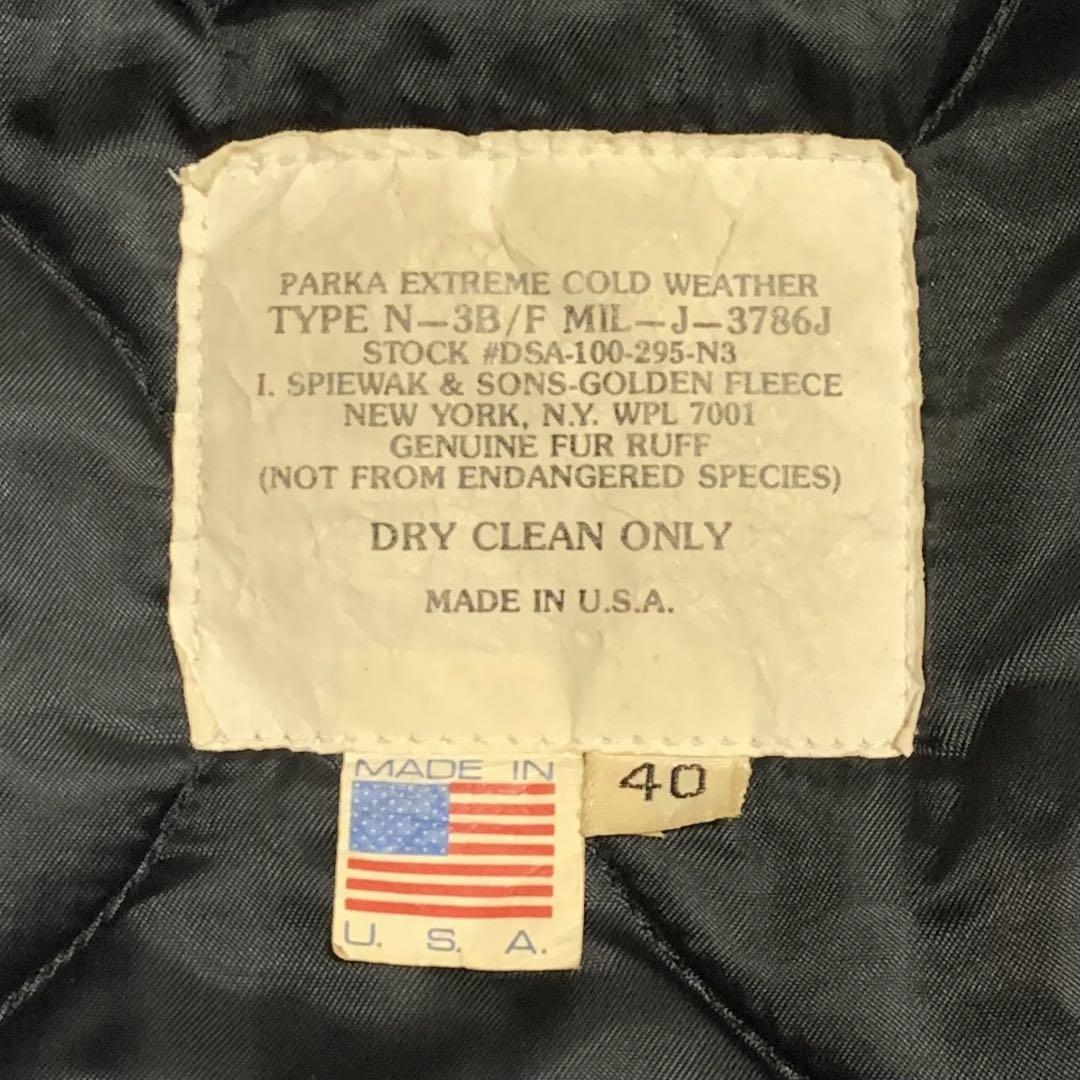 PARKA EXTREME COLD WEATHER
TYPE N-3B/F MIL-J-3786J
STOCK #DSA-100-295-N3
I. SPIEWAK & SONS-GOLDEN FLEECE
NEW YORK, N.Y. WPL 7001
GENUINE FUR RUFF
(NOT FROM ENDANGERED SPECIES)
DRY CLEAN ONLY
MADE IN U.S.A.
MADE IN
U. S. A.
40